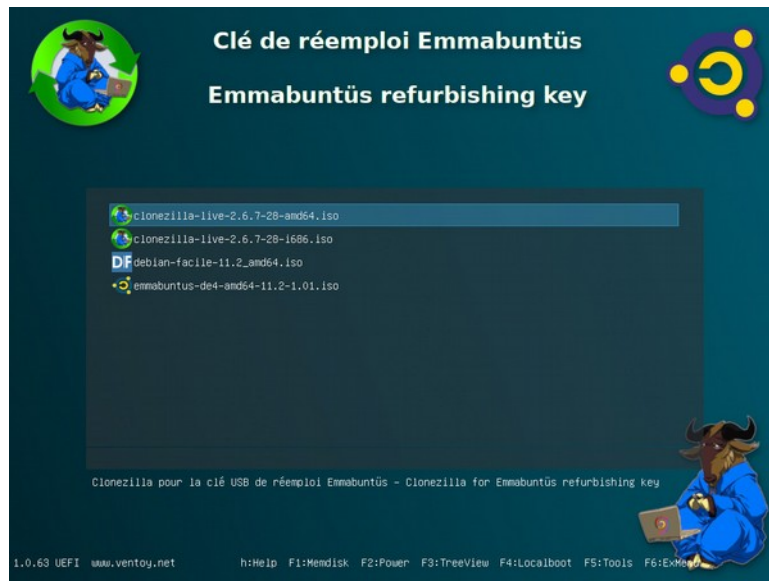 Clé de réemploi Emmabuntüs
Emmabuntüs refurbishing key
clonezilla-live-2.6.7-28-amd64.iso
clonezilla-live-2.6.7-28-i686.iso
DF debian-facile-11.2_amd64.iso
emmabuntus-de4-amd64-11.2-1.01.iso
Clonezilla pour la clé USB de réemploi Emmabuntüs - Clonezilla for Emmabuntüs refurbishing key
1.0.63 UEFI www.ventoy.net h:Help F1:Memdisk F2:Power F3:TreeView F4:Localboot F5:Tools